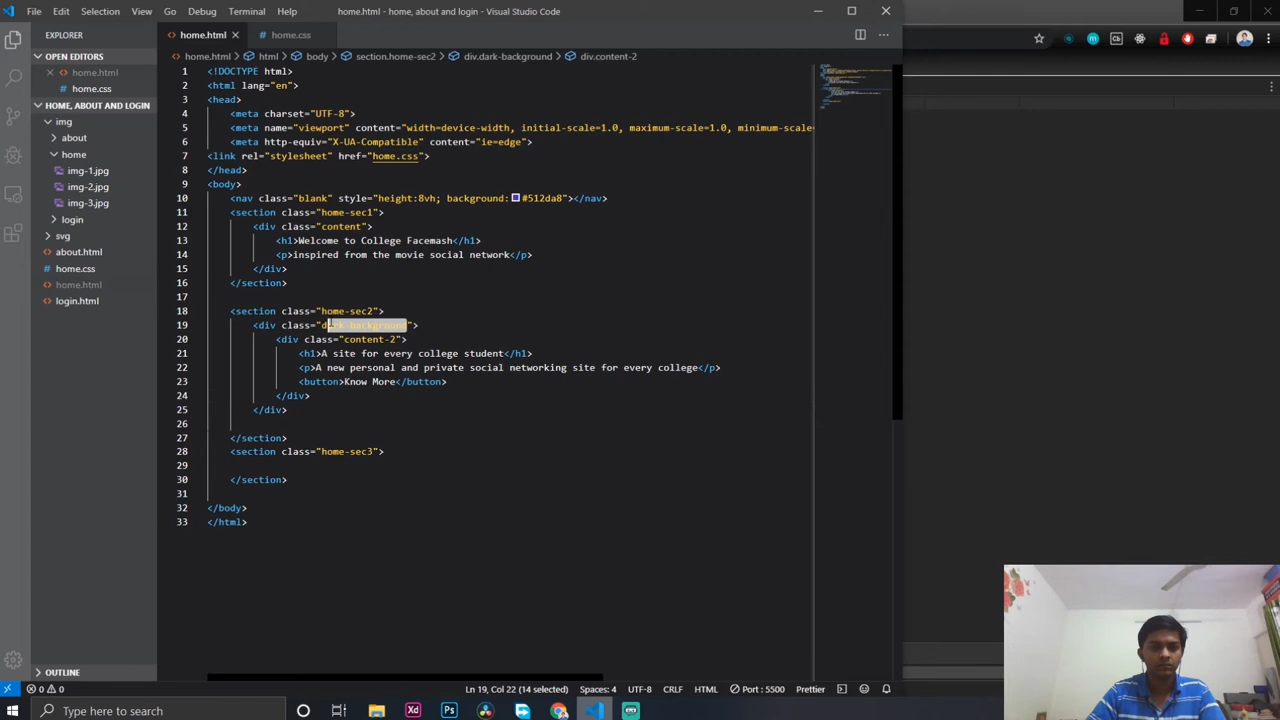 File Edit Selection View Go Debug Terminal Help home.html - home, about and login - Visual Studio Code
EXPLORER
OPEN EDITORS
home.html
home.css
HOME, ABOUT AND LOGIN
img
about
home
img-1.jpg
img-2.jpg
img-3.jpg
login
svg
about.html
home.css
home.html
login.html
OUTLINE
home.html home.css
home.html html body section.home-sec2 div.dark-background div.content-2
1 <!DOCTYPE html>
2 <html lang="en">
3 <head>
4 <meta charset="UTF-8">
5 <meta name="viewport" content="width=device-width, initial-scale=1.0, maximum-scale=1.0, minimum-scale=
6 <meta http-equiv="X-UA-Compatible" content="ie=edge">
7 <link rel="stylesheet" href="home.css">
8 </head>
9 <body>
10 <nav class="blank" style="height:8vh; background: #512da8"></nav>
11 <section class="home-sec1">
12 <div class="content">
13 <h1>Welcome to College Facemash</h1>
14 <p>inspired from the movie social network</p>
15 </div>
16 </section>
17
18 <section class="home-sec2">
19 <div class="dark-background">
20 <div class="content-2">
21 <h1>A site for every college student</h1>
22 <p>A new personal and private social networking site for every college</p>
23 <button>Know More</button>
24 </div>
25 </div>
26
27 </section>
28 <section class="home-sec3">
29
30 </section>
31
32 </body>
33 </html>
0 0 Ln 19, Col 22 (14 selected) Spaces: 4 UTF-8 CRLF HTML Port : 5500 Prettier
Type here to search